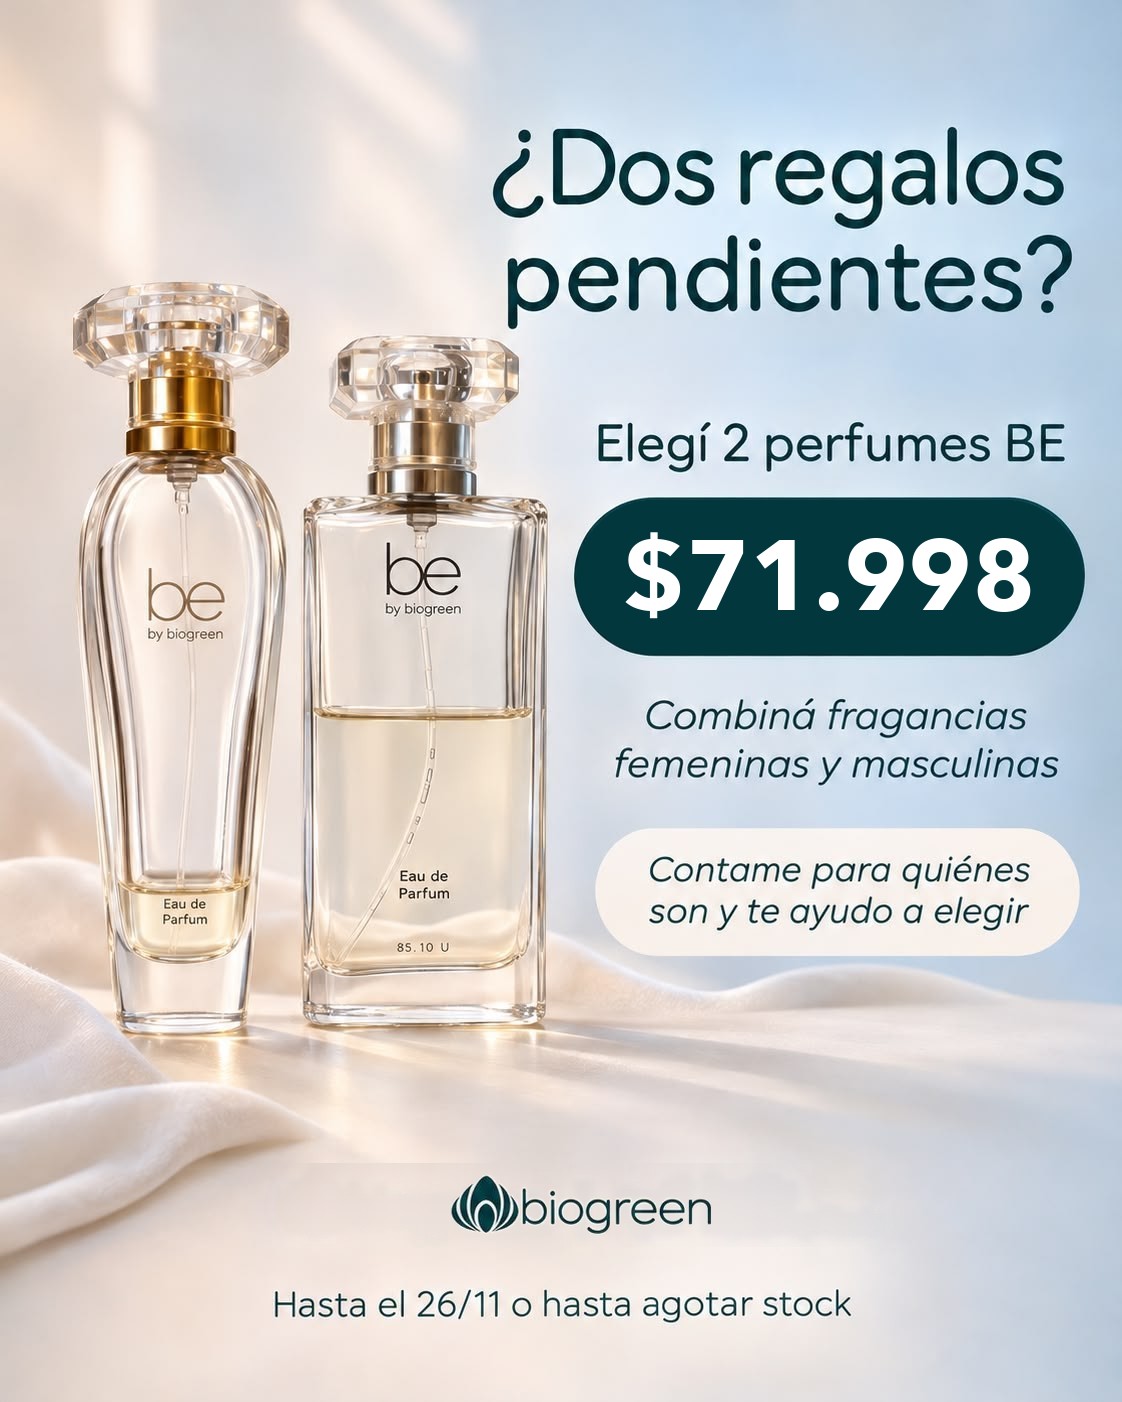 ¿Dos regalos
pendientes?
Elegí 2 perfumes BE
$71.998
Combiná fragancias
femeninas y masculinas
Contame para quiénes
son y te ayudo a elegir
be
by biogreen
Eau de
Parfum
be
by biogreen
Eau de
Parfum
85.10 U
biogreen
Hasta el 26/11 o hasta agotar stock